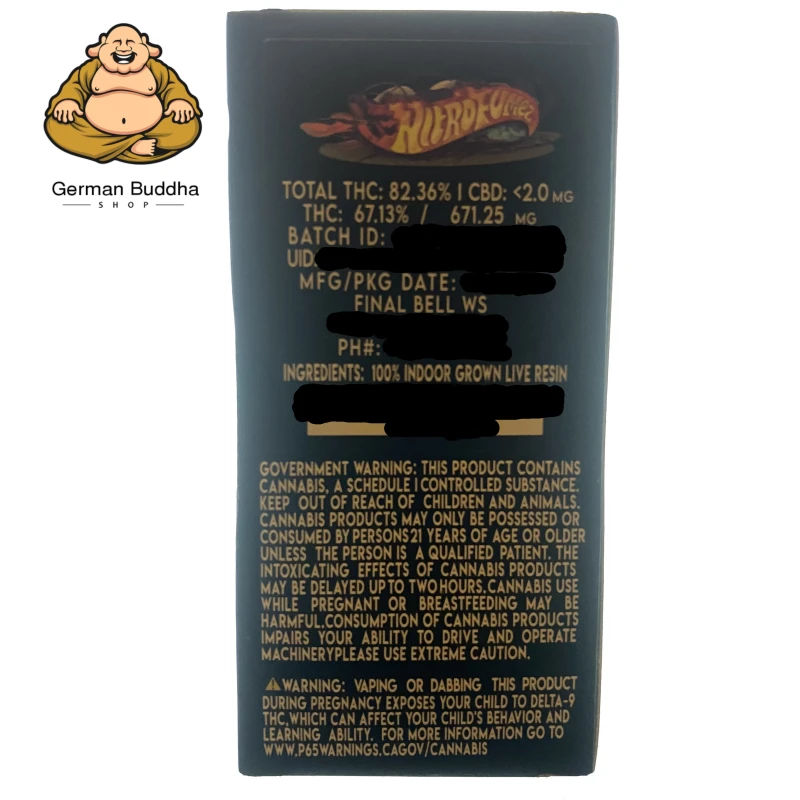 German Buddha
SHOP
NITROFUMEZ
TOTAL THC: 82.36% | CBD: <2.0 MG
THC: 67.13% / 671.25 MG
BATCH ID:
UID:
MFG/PKG DATE:
FINAL BELL WS
PH#:
INGREDIENTS: 100% INDOOR GROWN LIVE RESIN
GOVERNMENT WARNING: THIS PRODUCT CONTAINS
CANNABIS, A SCHEDULE I CONTROLLED SUBSTANCE.
KEEP OUT OF REACH OF CHILDREN AND ANIMALS.
CANNABIS PRODUCTS MAY ONLY BE POSSESSED OR
CONSUMED BY PERSONS 21 YEARS OF AGE OR OLDER
UNLESS THE PERSON IS A QUALIFIED PATIENT. THE
INTOXICATING EFFECTS OF CANNABIS PRODUCTS
MAY BE DELAYED UP TO TWO HOURS.CANNABIS USE
WHILE PREGNANT OR BREASTFEEDING MAY BE
HARMFUL.CONSUMPTION OF CANNABIS PRODUCTS
IMPAIRS YOUR ABILITY TO DRIVE AND OPERATE
MACHINERYPLEASE USE EXTREME CAUTION.
WARNING: VAPING OR DABBING THIS PRODUCT
DURING PREGNANCY EXPOSES YOUR CHILD TO DELTA-9
THC,WHICH CAN AFFECT YOUR CHILD'S BEHAVIOR AND
LEARNING ABILITY. FOR MORE INFORMATION GO TO
WWW.P65WARNINGS.CAGOV/CANNABIS